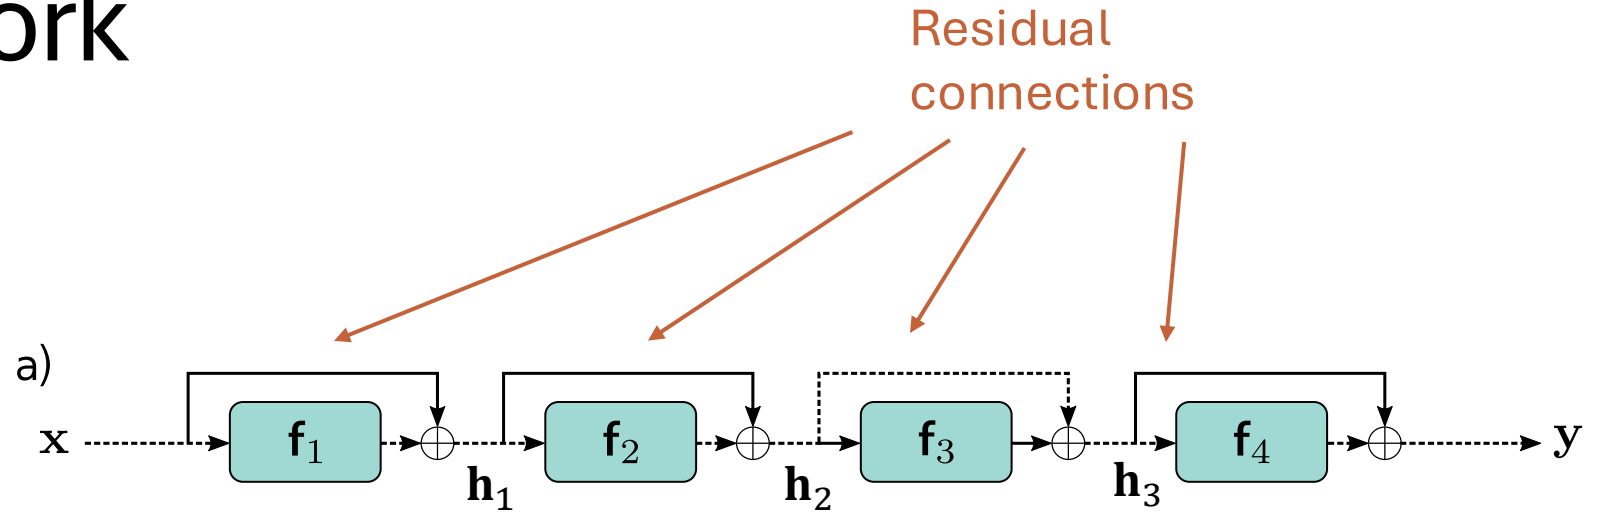 ork
Residual
connections
a)
x f₁ f₂ f₃ f₄ y
h₁ h₂ h₃